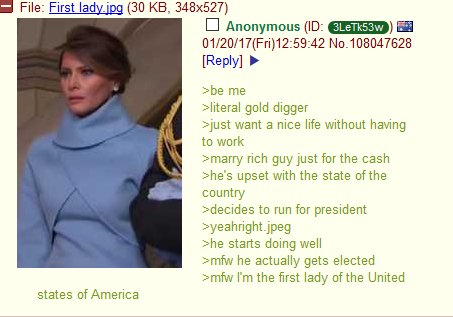 File: First lady.jpg (30 KB, 348x527)
Anonymous (ID: 3LeTk53w)
01/20/17(Fri)12:59:42 No.108047628
[Reply]
>be me
>literal gold digger
>just want a nice life without having
to work
>marry rich guy just for the cash
>he's upset with the state of the
country
>decides to run for president
>yeahright.jpeg
>he starts doing well
>mfw he actually gets elected
>mfw I'm the first lady of the United
states of America